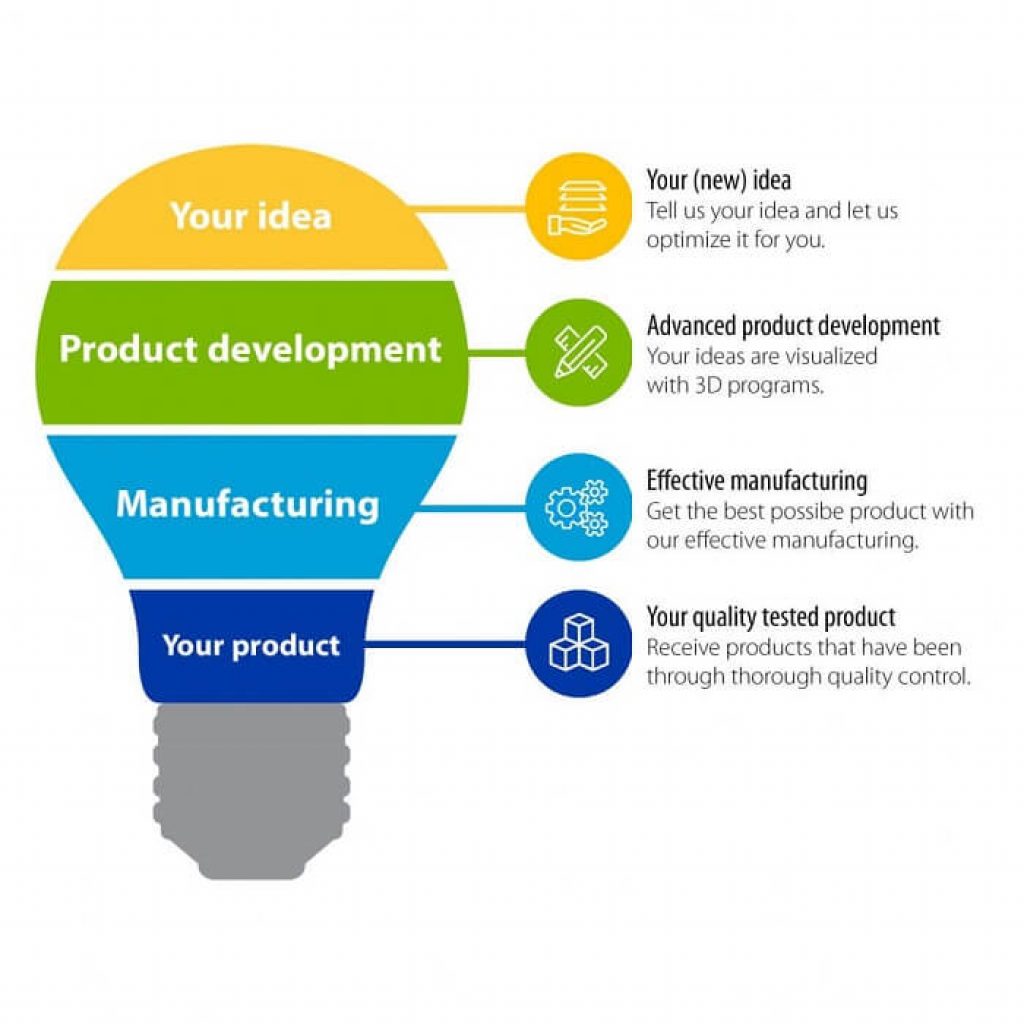 Your idea
Your (new) idea
Tell us your idea and let us
optimize it for you.
Product development
Advanced product development
Your ideas are visualized
with 3D programs.
Manufacturing
Effective manufacturing
Get the best possibe product with
our effective manufacturing.
Your product
Your quality tested product
Receive products that have been
through thorough quality control.